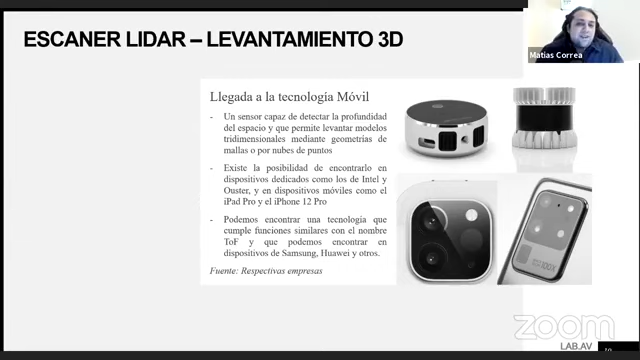 ESCANER LIDAR – LEVANTAMIENTO 3D
Matias Correa
Llegada a la tecnología Móvil
- Un sensor capaz de detectar la profundidad
del espacio y que permite levantar modelos
tridimensionales mediante geometrías de
mallas o por nubes de puntos
- Existe la posibilidad de encontrarlo en
dispositivos dedicados como los de Intel y
Ouster, y en dispositivos móviles como el
iPad Pro y el iPhone 12 Pro
- Podemos encontrar una tecnología que
cumple funciones similares con el nombre
ToF y que podemos encontrar en
dispositivos de Samsung, Huawei y otros.
Fuente: Respectivas empresas
100X
zoom
LAB.AV